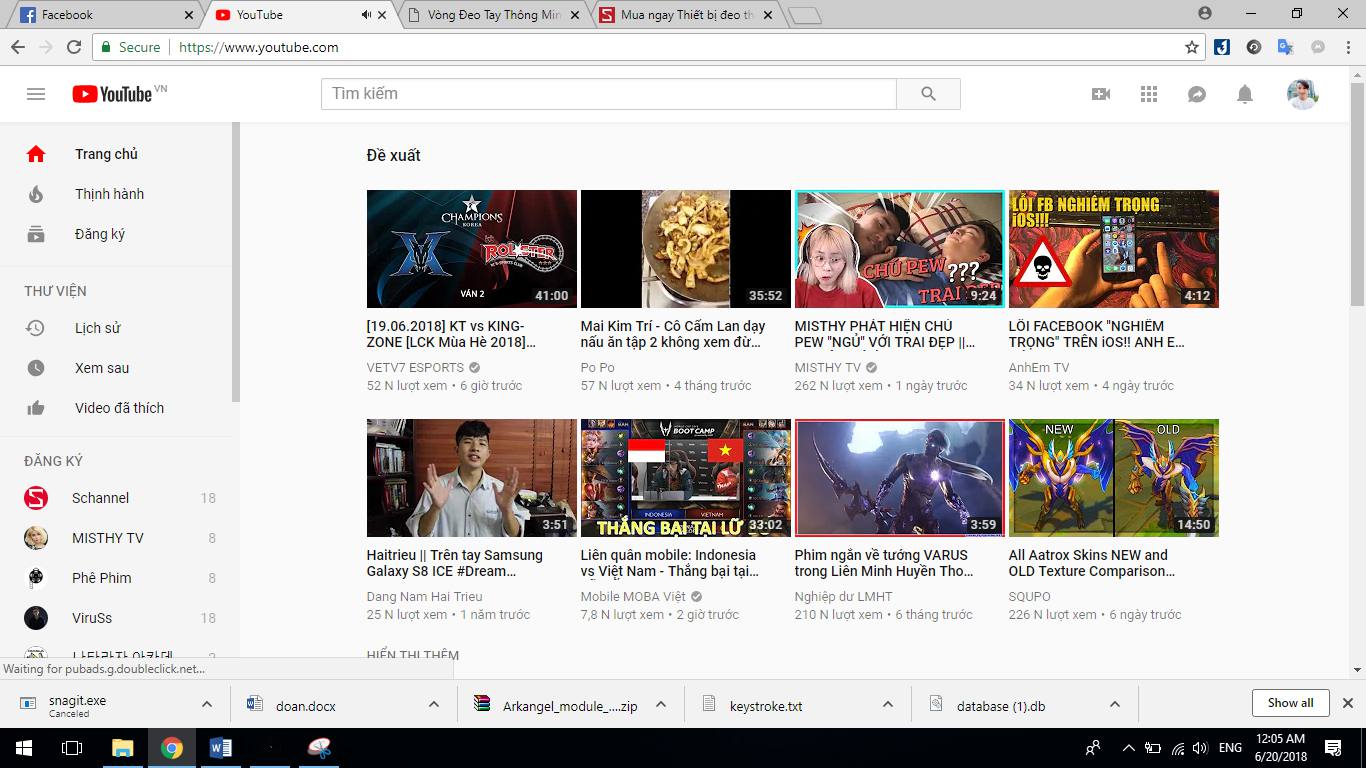 Facebook
YouTube
Vòng Đeo Tay Thông Min
Mua ngay Thiết bị đeo th
Secure
https://www.youtube.com
YouTube VN
Tìm kiếm
Trang chủ
Thịnh hành
Đăng ký
THƯ VIỆN
Lịch sử
Xem sau
Video đã thích
ĐĂNG KÝ
Schannel 18
MISTHY TV 8
Phê Phim 8
ViruSs 18
Đề xuất
CHAMPIONS
KOREA
ROLSTER
VÁN 2
41:00
[19.06.2018] KT vs KING-
ZONE [LCK Mùa Hè 2018]...
VETV7 ESPORTS
52 N lượt xem • 6 giờ trước
35:52
Mai Kim Trí - Cô Cẩm Lan dạy
nấu ăn tập 2 không xem đừ...
Po Po
57 N lượt xem • 4 tháng trước
CHÚ PEW ???
TRAI
9:24
MISTHY PHÁT HIỆN CHÚ
PEW "NGỦ" VỚI TRAI ĐẸP ||...
MISTHY TV
262 N lượt xem • 1 ngày trước
LỖI FB NGHIÊM TRỌNG
iOS!!!
4:12
LỖI FACEBOOK "NGHIÊM
TRỌNG" TRÊN iOS!! ANH E...
AnhEm TV
34 N lượt xem • 4 ngày trước
3:51
Haitrieu || Trên tay Samsung
Galaxy S8 ICE #Dream...
Dang Nam Hai Trieu
25 N lượt xem • 1 năm trước
BOOTCAMP
INDONESIA
VIETNAM
THẮNG BẠI TẠI LỮ
33:02
Liên quân mobile: Indonesia
vs Việt Nam - Thắng bại tại...
Mobile MOBA Việt
7,8 N lượt xem • 2 giờ trước
3:59
Phim ngắn về tướng VARUS
trong Liên Minh Huyền Tho...
Nghiệp dư LMHT
210 N lượt xem • 6 tháng trước
NEW
OLD
14:50
All Aatrox Skins NEW and
OLD Texture Comparison...
SQUPO
226 N lượt xem • 6 ngày trước
HIỂN THỊ THÊM
Waiting for pubads.g.doubleclick.net...
snagit.exe
Canceled
doan.docx
Arkangel_module_....zip
keystroke.txt
database (1).db
Show all
ENG
12:05 AM
6/20/2018